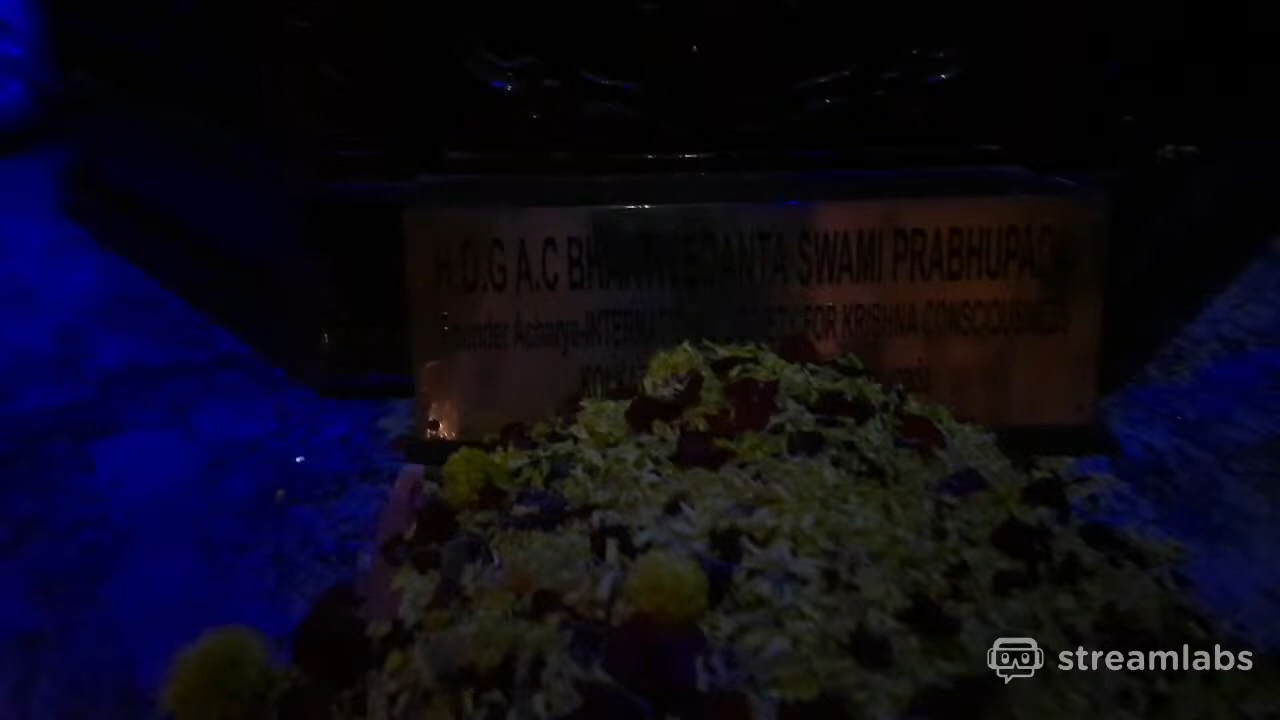 H.D.G A.C BHAKTIVEDANTA SWAMI PRABHUPADA
Founder Acharya-INTERNATIONAL SOCIETY FOR KRISHNA CONSCIOUSNESS
streamlabs